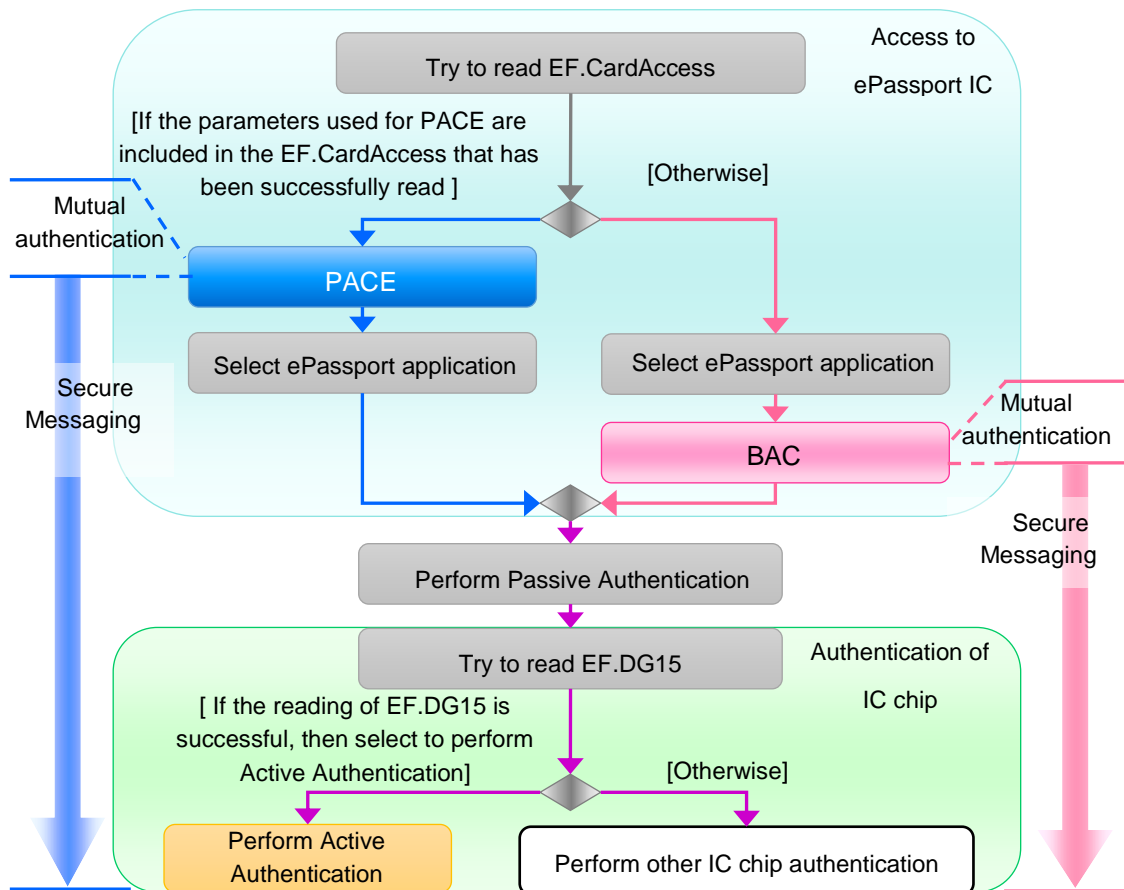 Access to
ePassport IC
Try to read EF.CardAccess
[If the parameters used for PACE are
included in the EF.CardAccess that has
been successfully read ]
[Otherwise]
Mutual
authentication
PACE
Select ePassport application
Select ePassport application
Secure
Messaging
Mutual
authentication
BAC
Secure
Messaging
Perform Passive Authentication
Try to read EF.DG15
Authentication of
IC chip
[ If the reading of EF.DG15 is
successful, then select to perform
Active Authentication]
[Otherwise]
Perform Active
Authentication
Perform other IC chip authentication